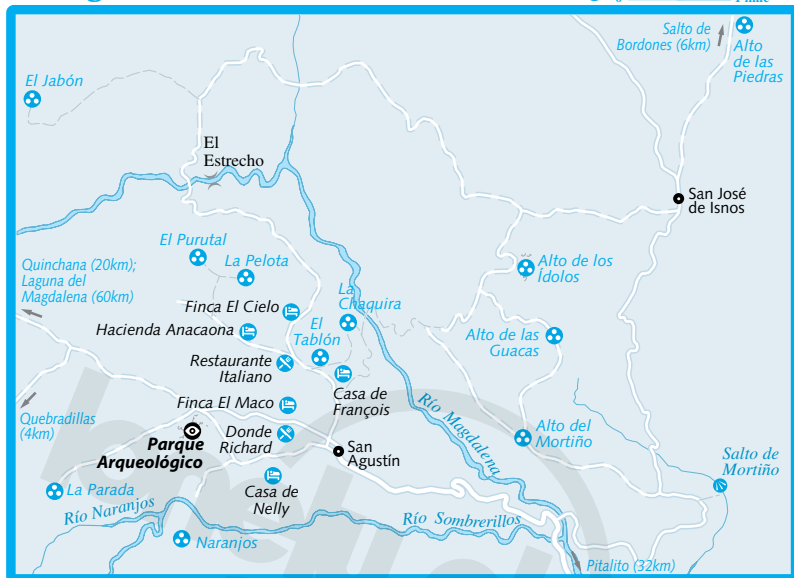 Salto de
Bordones (6km)
Alto
de las
Piedras
El Jabón
El
Estrecho
San José
de Isnos
El Purutal
La Pelota
Quinchana (20km);
Laguna del
Magdalena (60km)
Alto de los
Ídolos
La
Chaquira
Finca El Cielo
Hacienda Anacaona
El
Tablón
Alto de las
Guacas
Restaurante
Italiano
Casa de
François
Finca El Maco
Río Magdalena
Quebradillas
(4km)
Parque
Arqueológico
Donde
Richard
San
Agustín
Alto del
Mortiño
Salto de
Mortiño
La Parada
Casa de
Nelly
Río Naranjos
Río Sombrerillos
Naranjos
Pitalito (32km)